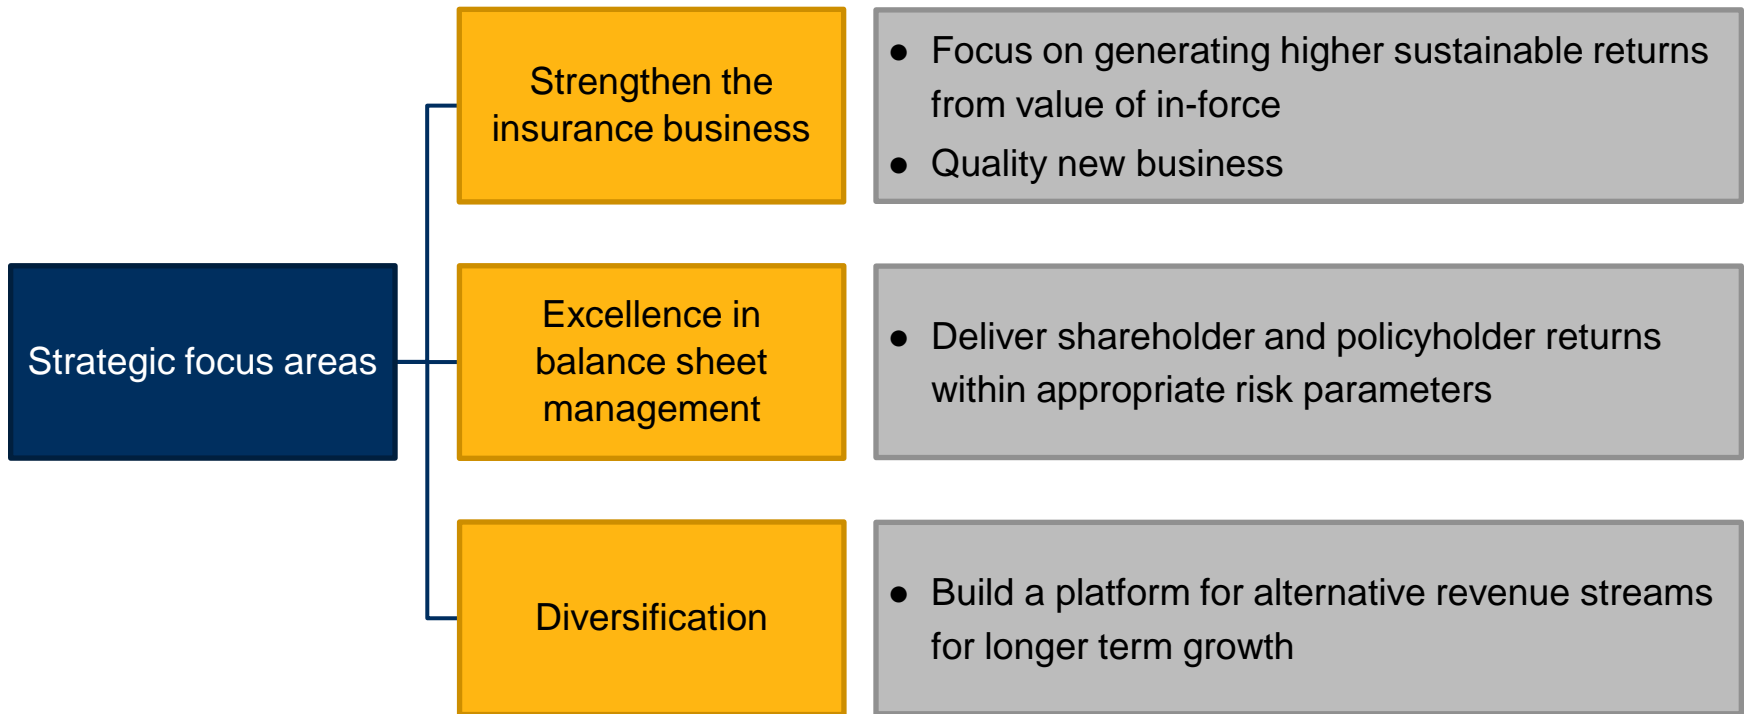 Strategic focus areas
Strengthen the
insurance business
● Focus on generating higher sustainable returns
from value of in-force
● Quality new business
Excellence in
balance sheet
management
● Deliver shareholder and policyholder returns
within appropriate risk parameters
Diversification
● Build a platform for alternative revenue streams
for longer term growth